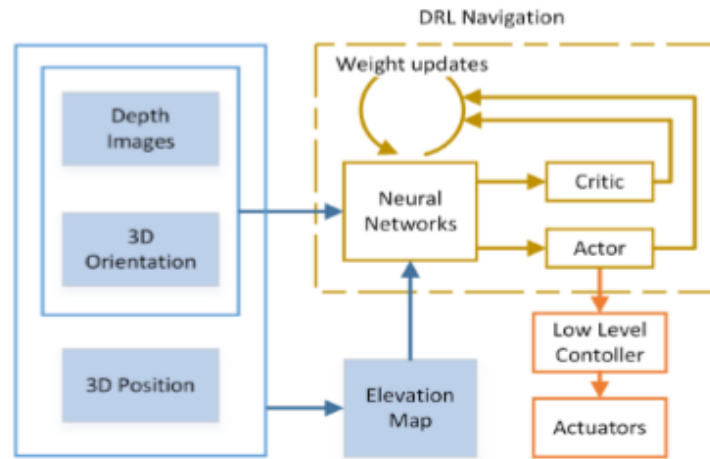 DRL Navigation
Weight updates
Depth
Images
3D
Orientation
3D Position
Neural
Networks
Critic
Actor
Elevation
Map
Low Level
Contoller
Actuators